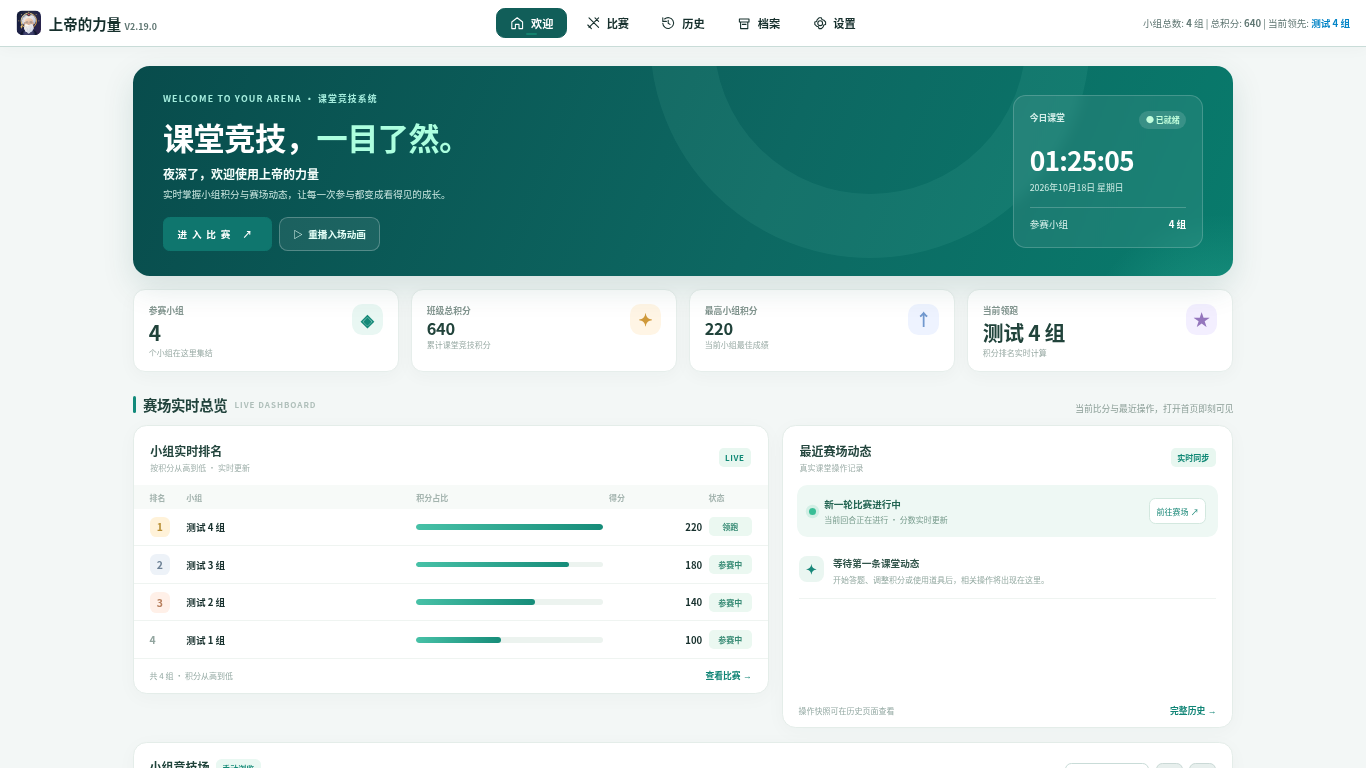 上帝的力量 V2.19.0
欢迎
比赛
历史
档案
设置
小组总数: 4 组 | 总积分: 640 | 当前领先: 测试 4 组
WELCOME TO YOUR ARENA • 课堂竞技系统
课堂竞技，一目了然。
夜深了，欢迎使用上帝的力量
实时掌握小组积分与赛场动态，让每一次参与都变成看得见的成长。
进入比赛 ↗
▷ 重播入场动画
今日课堂
已就绪
01:25:05
2026年10月18日 星期日
参赛小组
4 组
参赛小组
4
个小组在这里集结
班级总积分
640
累计课堂竞技积分
最高小组积分
220
当前小组最佳成绩
当前领跑
测试 4 组
积分排名实时计算
赛场实时总览 LIVE DASHBOARD
当前比分与最近操作，打开首页即刻可见
小组实时排名
按积分从高到低 · 实时更新
LIVE
排名 小组 积分占比 得分 状态
1 测试 4 组 220 领跑
2 测试 3 组 180 参赛中
3 测试 2 组 140 参赛中
4 测试 1 组 100 参赛中
共 4 组 · 积分从高到低
查看比赛 →
最近赛场动态
真实课堂操作记录
实时同步
新一轮比赛进行中
当前回合正在进行 · 分数实时更新
前往赛场 ↗
等待第一条课堂动态
开始答题、调整积分或使用道具后，相关操作将出现在这里。
操作快照可在历史页面查看
完整历史 →
小组竞技场